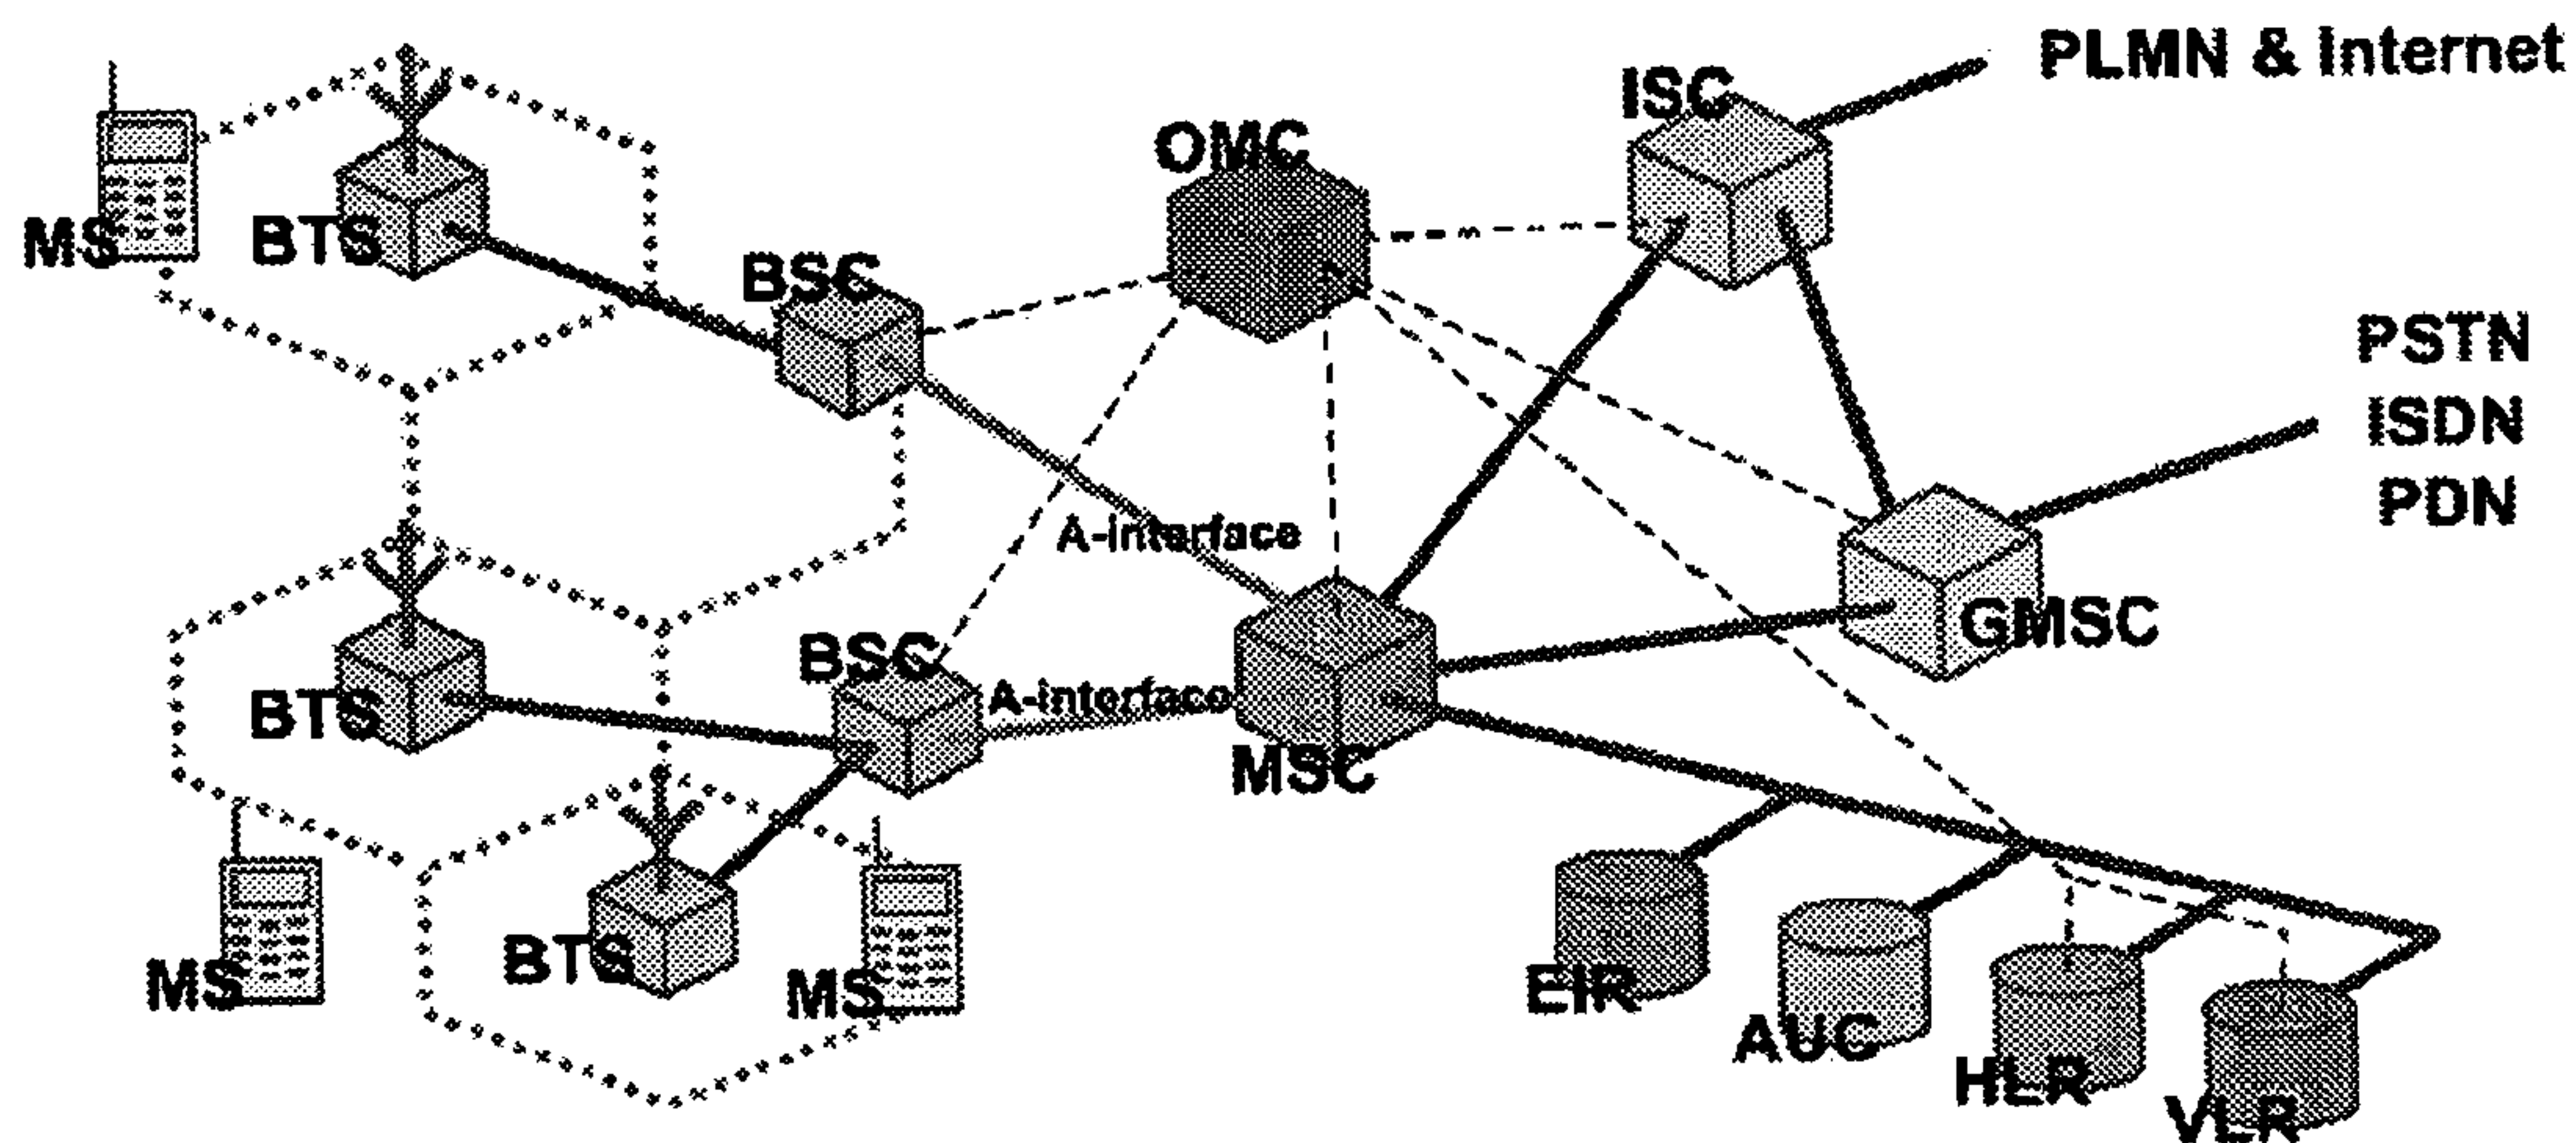 PLMN & Internet
ISC
OMC
MS
BTS
BSC
PSTN
ISDN
PDN
A-interface
GMSC
BSC
A-interface
BTS
MSC
EIR
AUC
HLR
VLR
BTS
MS
MS